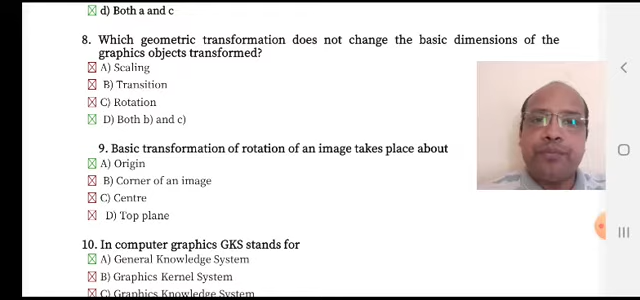 d) Both a and c
8. Which geometric transformation does not change the basic dimensions of the
graphics objects transformed?
A) Scaling
B) Transition
C) Rotation
D) Both b) and c)
9. Basic transformation of rotation of an image takes place about
A) Origin
B) Corner of an image
C) Centre
D) Top plane
10. In computer graphics GKS stands for
A) General Knowledge System
B) Graphics Kernel System
C) Graphics Knowledge System